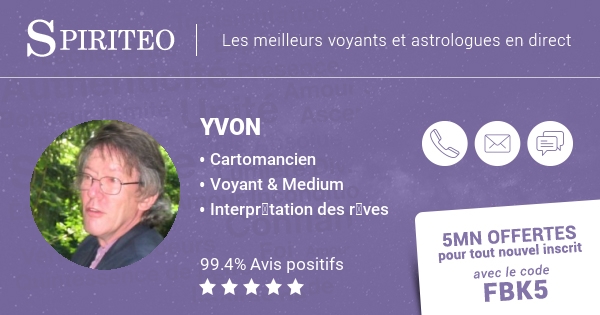 SPIRITEO
Les meilleurs voyants et astrologues en direct
YVON
• Cartomancien
• Voyant & Medium
• Interpr▯tation des r▯ves
99.4% Avis positifs
5MN OFFERTES
pour tout nouvel inscrit
avec le code
FBK5